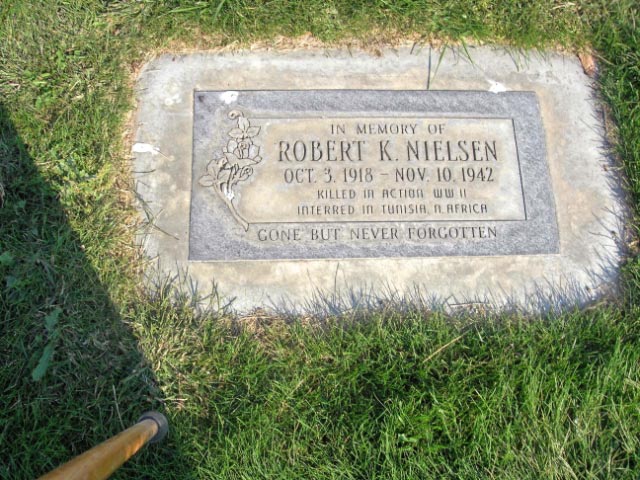 IN MEMORY OF
ROBERT K. NIELSEN
OCT. 3, 1918 – NOV. 10, 1942
KILLED IN ACTION WW II
INTERRED IN TUNISIA, N. AFRICA
GONE BUT NEVER FORGOTTEN